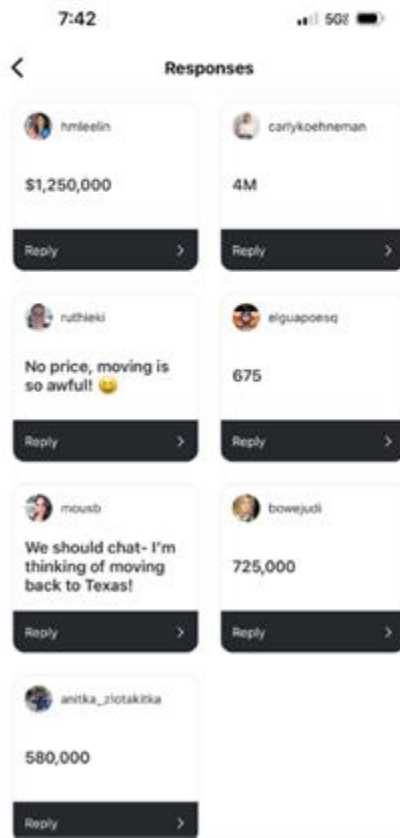 7:42
5G
Responses
hmleelin
carlykoehneman
$1,250,000
4M
Reply
Reply
ruthieki
elguapoesq
No price, moving is
so awful!
675
Reply
Reply
mousb
bowejudi
We should chat- I'm
thinking of moving
back to Texas!
725,000
Reply
Reply
anitka_zlotakitka
580,000
Reply